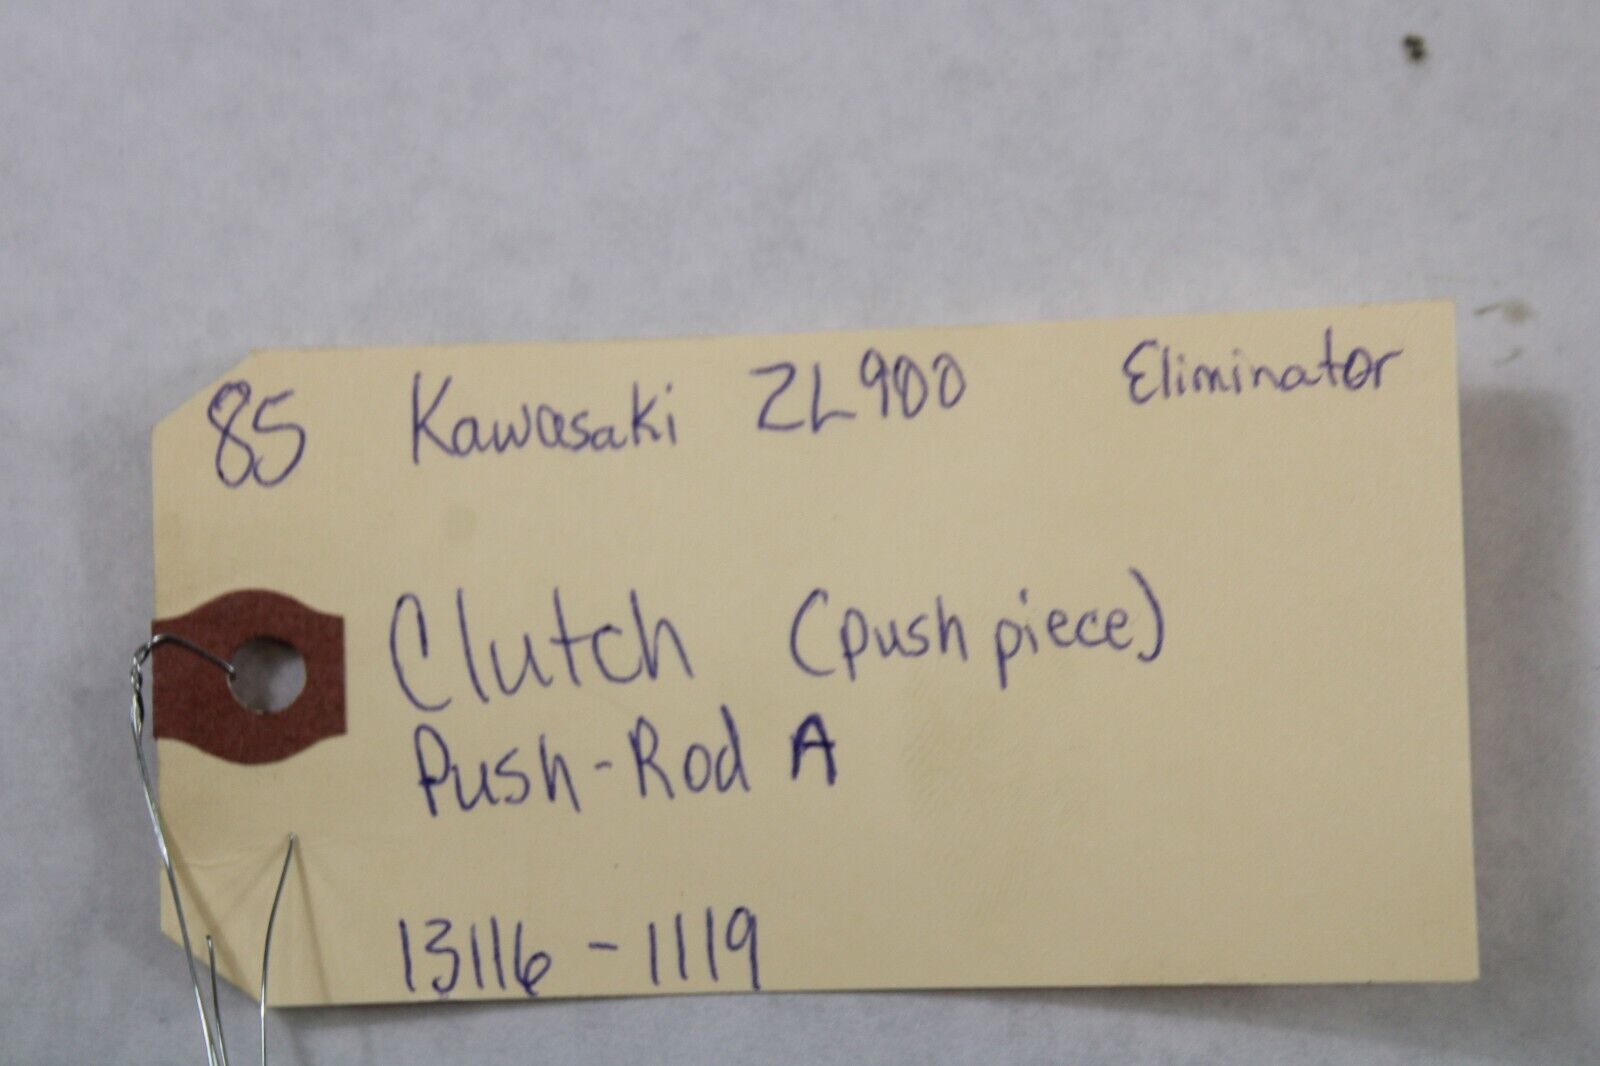 85 Kawasaki ZL900 Eliminator
Clutch (push piece)
Push-Rod A
13116-1119